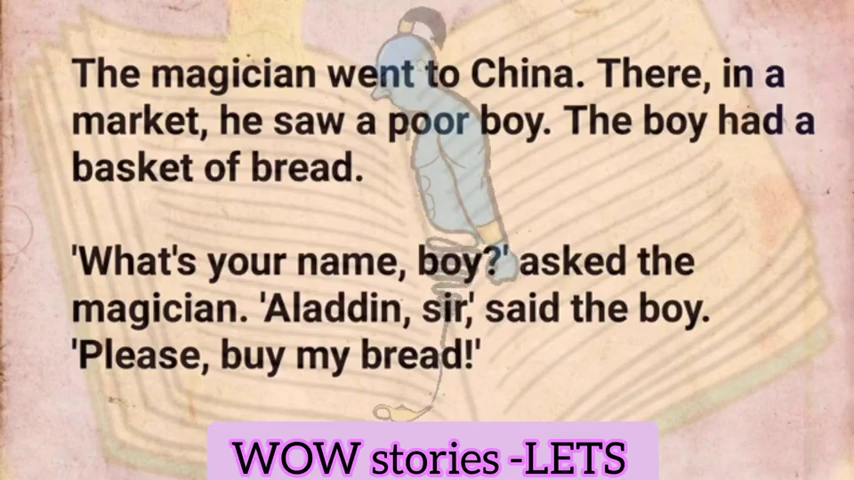 The magician went to China. There, in a
market, he saw a poor boy. The boy had a
basket of bread.
'What's your name, boy?' asked the
magician. 'Aladdin, sir,' said the boy.
'Please, buy my bread!'
WOW stories -LETS